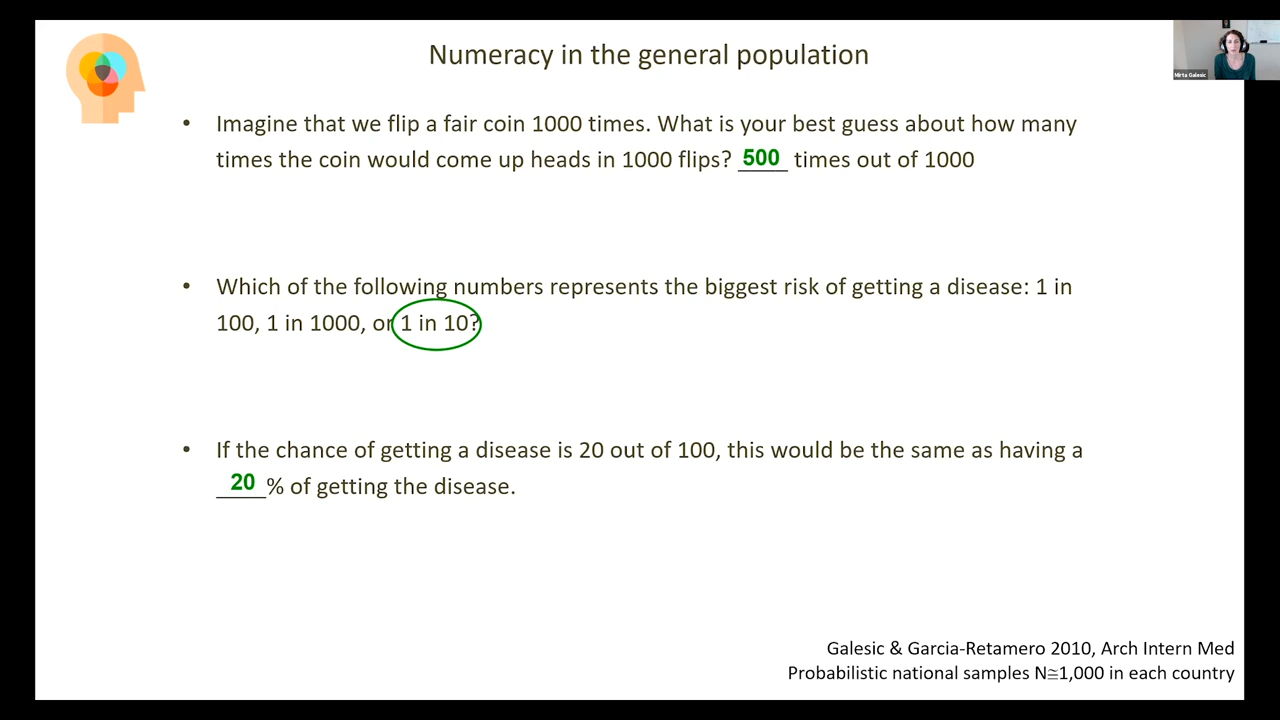 Numeracy in the general population
Mirta Galesic
• Imagine that we flip a fair coin 1000 times. What is your best guess about how many
times the coin would come up heads in 1000 flips? 500 times out of 1000
• Which of the following numbers represents the biggest risk of getting a disease: 1 in
100, 1 in 1000, or 1 in 10?
• If the chance of getting a disease is 20 out of 100, this would be the same as having a
20% of getting the disease.
Galesic & Garcia-Retamero 2010, Arch Intern Med
Probabilistic national samples N≅1,000 in each country